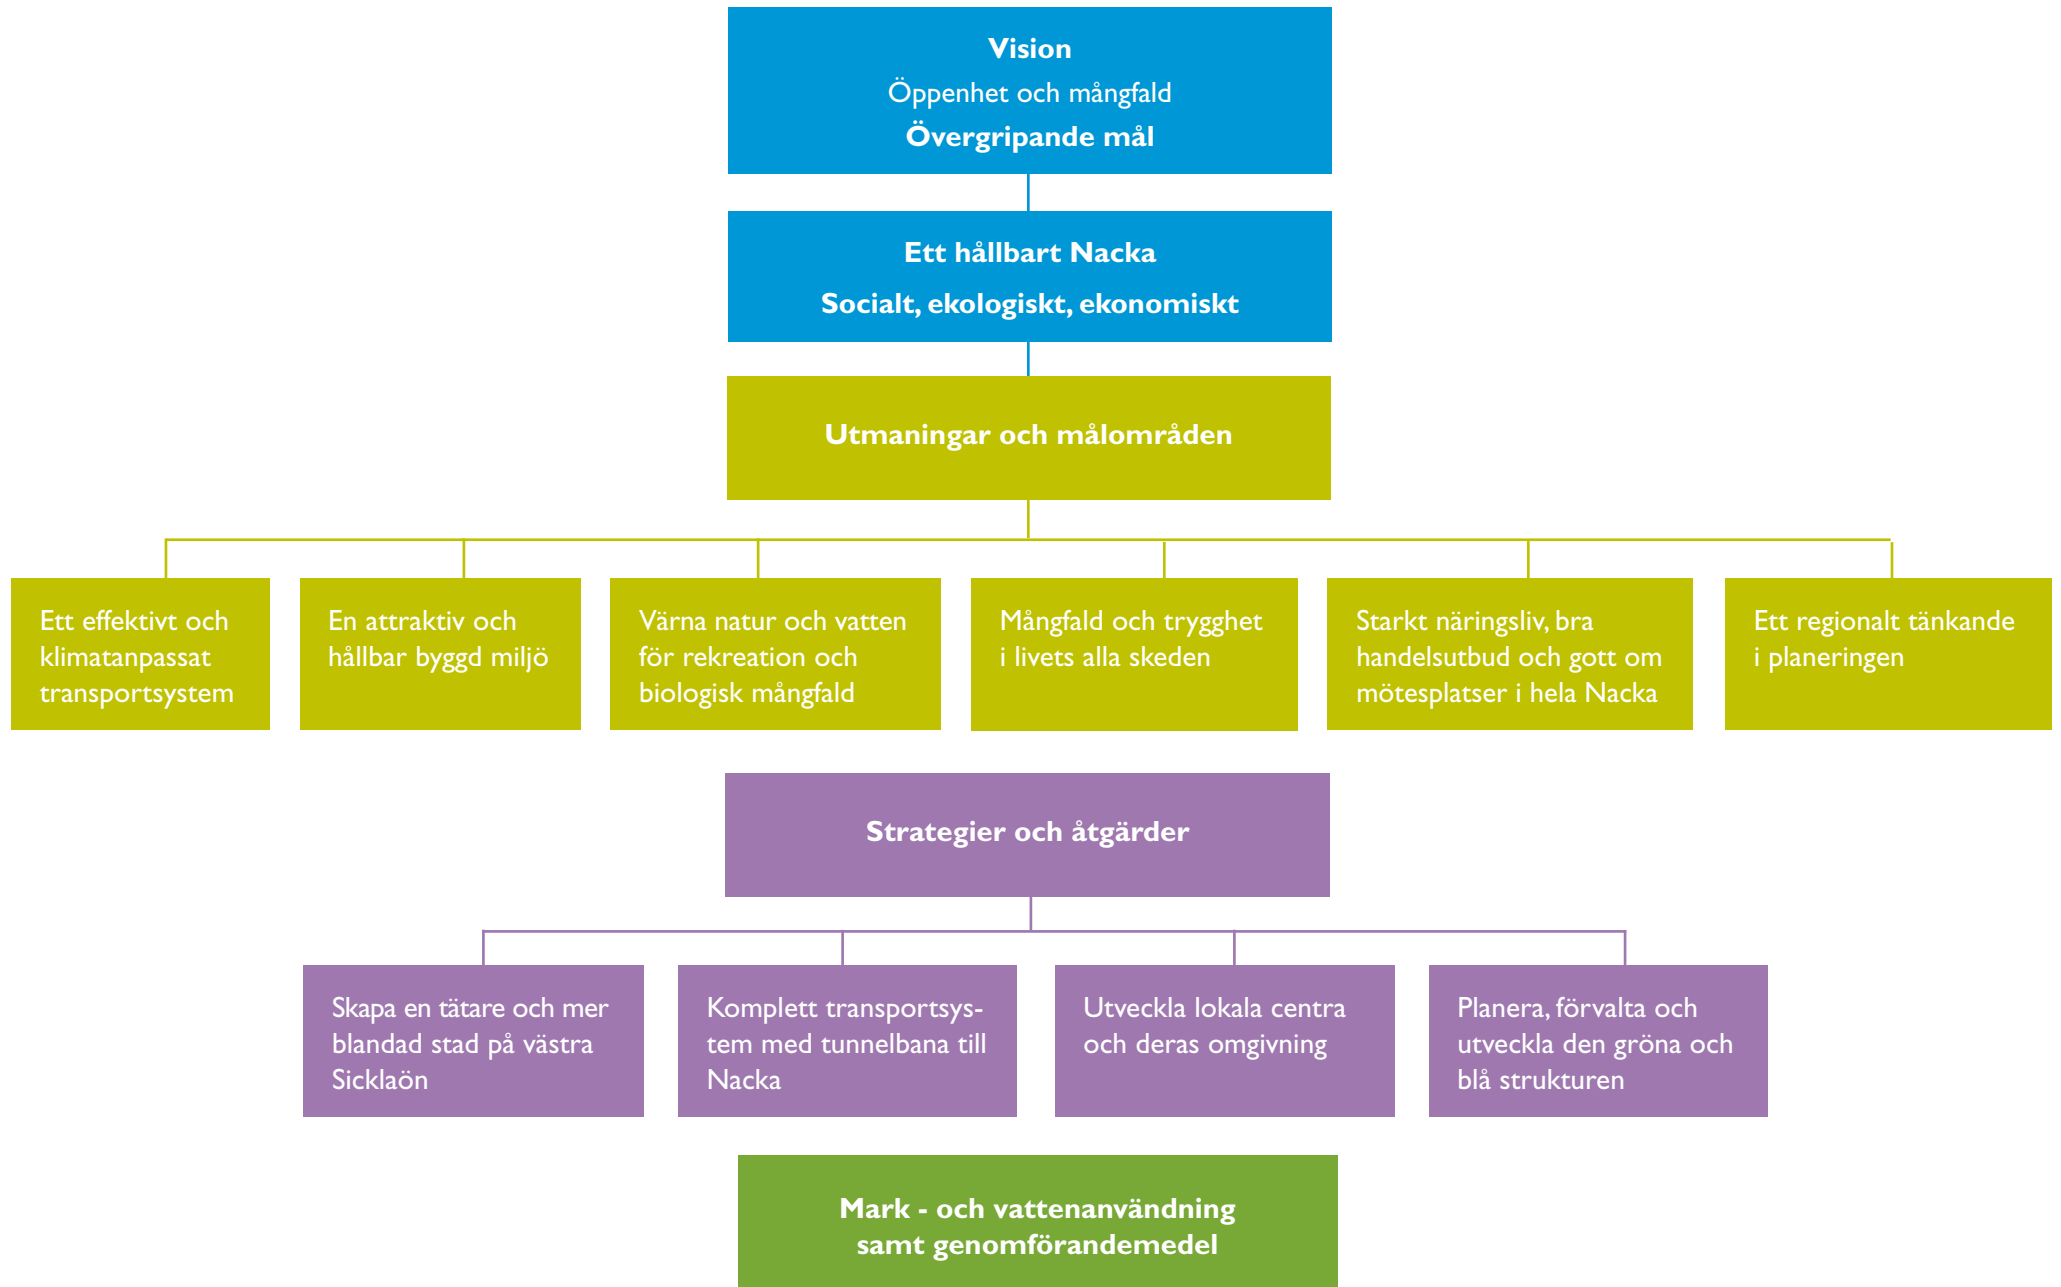 Vision
Öppenhet och mångfald
Övergripande mål
Ett hållbart Nacka
Socialt, ekologiskt, ekonomiskt
Utmaningar och målområden
Ett effektivt och
klimatanpassat
transportsystem
En attraktiv och
hållbar byggd miljö
Värna natur och vatten
för rekreation och
biologisk mångfald
Mångfald och trygghet
i livets alla skeden
Starkt näringsliv, bra
handelsutbud och gott om
mötesplatser i hela Nacka
Ett regionalt tänkande
i planeringen
Strategier och åtgärder
Skapa en tätare och mer
blandad stad på västra
Sicklaön
Komplett transportsys-
tem med tunnelbana till
Nacka
Utveckla lokala centra
och deras omgivning
Planera, förvalta och
utveckla den gröna och
blå strukturen
Mark - och vattenanvändning
samt genomförandemedel